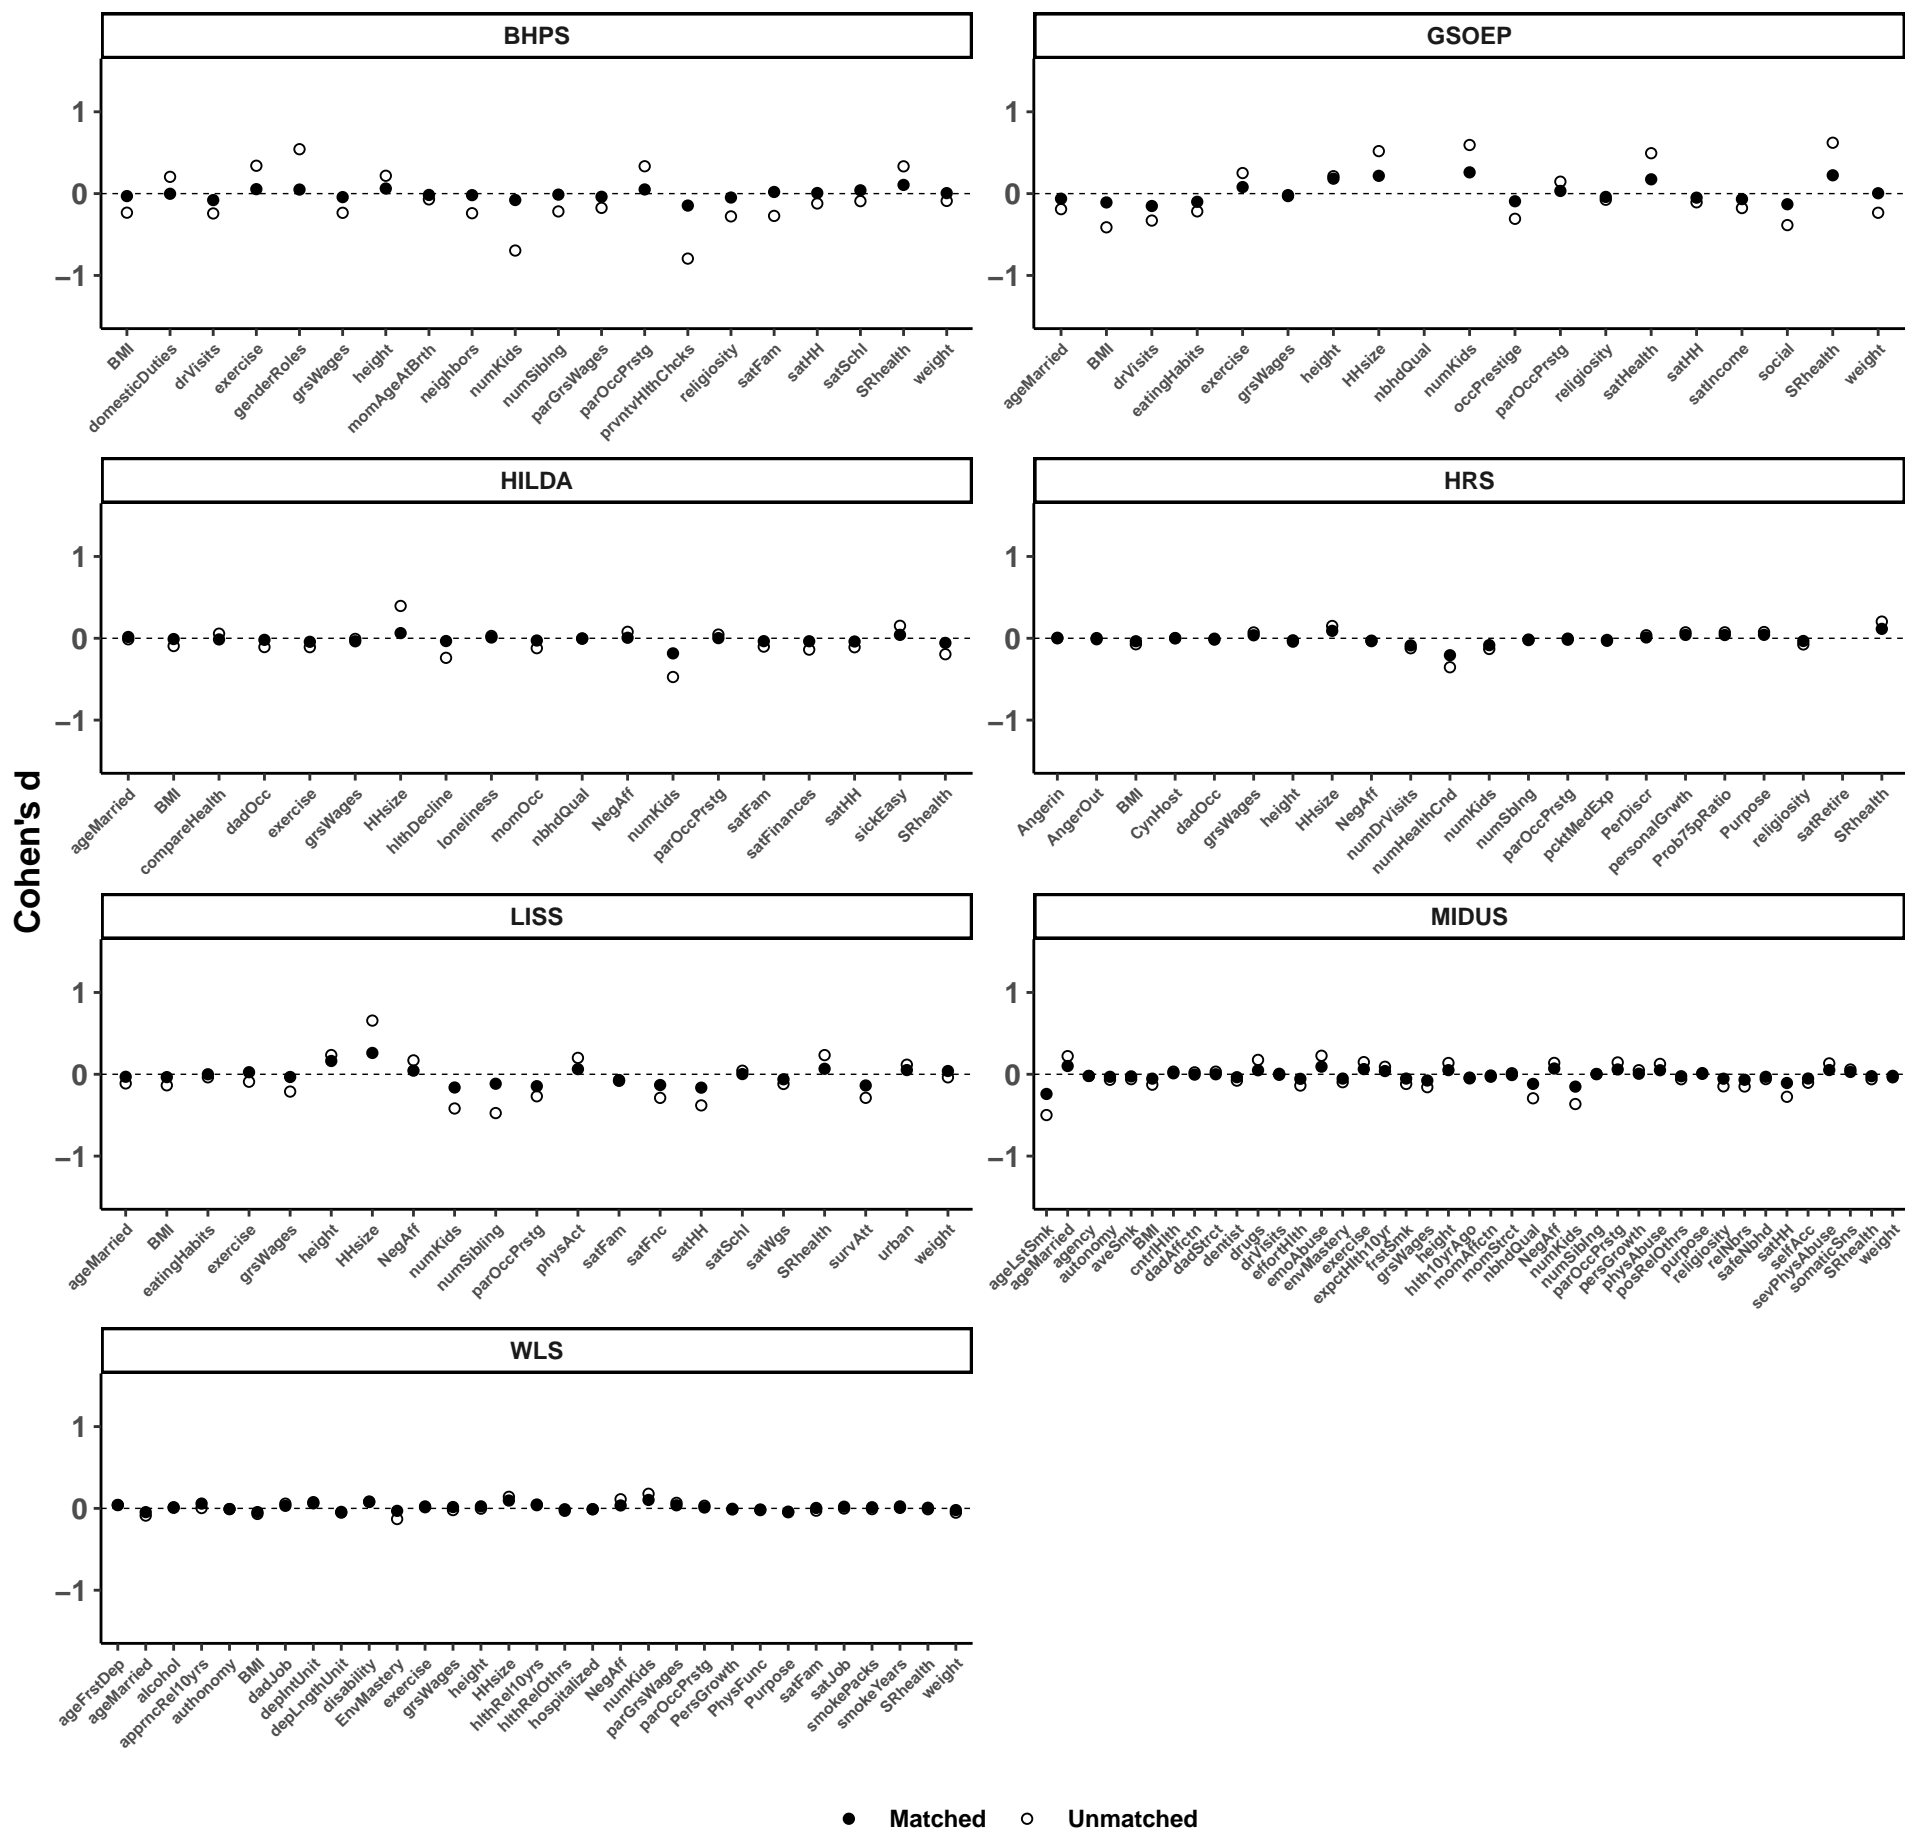 BHPS
1
0
−1
BMI
domesticDuties
drVisits
exercise
genderRoles
grsWages
height
momAgeAtBrth
neighbors
numKids
numSiblng
parGrsWages
parOccPrstg
prvntvHlthChcks
religiosity
satFam
satHH
satSchl
SRhealth
weight
GSOEP
1
0
−1
ageMarried
BMI
drVisits
eatingHabits
exercise
grsWages
height
HHsize
nbhdQual
numKids
occPrestige
parOccPrstg
religiosity
satHealth
satHH
satIncome
social
SRhealth
weight
HILDA
1
0
−1
ageMarried
BMI
compareHealth
dadOcc
exercise
grsWages
HHsize
hlthDecline
loneliness
momOcc
nbhdQual
NegAff
numKids
parOccPrstg
satFam
satFinances
satHH
sickEasy
SRhealth
HRS
1
0
−1
Angerin
AngerOut
BMI
CynHost
dadOcc
grsWages
height
HHsize
NegAff
numDrVisits
numHealthCnd
numKids
numSblng
parOccPrstg
pcktMedExp
PerDiscr
personalGrwth
Prob75pRatio
Purpose
religiosity
satRetire
SRhealth
Cohen's d
LISS
1
0
−1
ageMarried
BMI
eatingHabits
exercise
grsWages
height
HHsize
NegAff
numKids
numSibling
parOccPrstg
physAct
satFam
satFnc
satHH
satSchl
satWgs
SRhealth
survAtt
urban
weight
MIDUS
1
0
−1
ageLstSmk
ageMarried
agency
autonomy
aveSmk
BMI
cntrlHlth
dadAffctn
dadStrct
dentist
drugs
drVisits
effortHlth
emoAbuse
envMastery
exercise
expctHlth10yr
frstSmk
grsWages
height
hlth10yrAgo
momAffctn
momStrct
nbhdQual
NegAff
numKids
numSiblng
parOccPrstg
persGrowth
physAbuse
posRelOthrs
purpose
religiosity
relNbrs
safeNbhd
satHH
selfAcc
sevPhysAbuse
somaticSns
SRhealth
weight
WLS
1
0
−1
ageFrstDep
ageMarried
alcohol
apprncRel10yrs
authonomy
BMI
dadJob
depIntUnit
depLngthUnit
disability
EnvMastery
exercise
grsWages
height
HHsize
hlthRel10yrs
hlthRelOthrs
hospitalized
NegAff
numKids
parGrsWages
parOccPrstg
PersGrowth
PhysFunc
Purpose
satFam
satJob
smokePacks
smokeYears
SRhealth
weight
Matched Unmatched